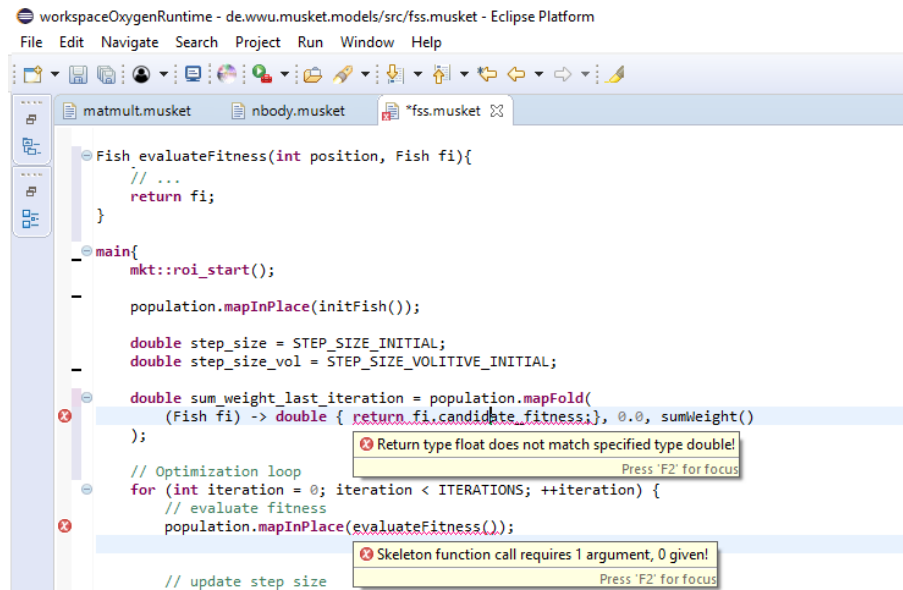 workspaceOxygenRuntime - de.wwu.musket.models/src/fss.musket - Eclipse Platform
File Edit Navigate Search Project Run Window Help
matmult.musket nbody.musket *fss.musket
Fish evaluateFitness(int position, Fish fi){
// ...
return fi;
}
main{
mkt::roi_start();
population.mapInPlace(initFish());
double step_size = STEP_SIZE_INITIAL;
double step_size_vol = STEP_SIZE_VOLITIVE_INITIAL;
double sum_weight_last_iteration = population.mapFold(
(Fish fi) -> double { return fi.candidate_fitness;}, 0.0, sumWeight()
);
Return type float does not match specified type double!
Press 'F2' for focus
// Optimization loop
for (int iteration = 0; iteration < ITERATIONS; ++iteration) {
// evaluate fitness
population.mapInPlace(evaluateFitness());
Skeleton function call requires 1 argument, 0 given!
Press 'F2' for focus
// update step size